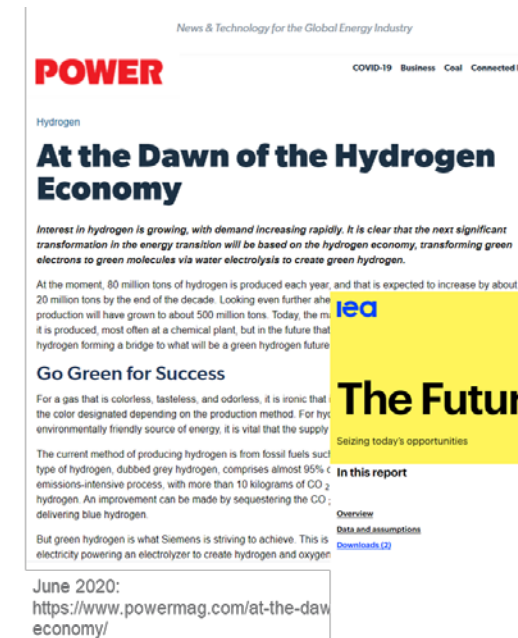 News & Technology for the Global Energy Industry
POWER
COVID-19 Business Coal Connected
Hydrogen
At the Dawn of the Hydrogen
Economy
Interest in hydrogen is growing, with demand increasing rapidly. It is clear that the next significant
transformation in the energy transition will be based on the hydrogen economy, transforming green
electrons to green molecules via water electrolysis to create green hydrogen.
At the moment, 80 million tons of hydrogen is produced each year, and that is expected to increase by about
20 million tons by the end of the decade. Looking even further ahe
production will have grown to about 500 million tons. Today, the ma
it is produced, most often at a chemical plant, but in the future that
hydrogen forming a bridge to what will be a green hydrogen future
Go Green for Success
For a gas that is colorless, tasteless, and odorless, it is ironic that
the color designated depending on the production method. For hyd
environmentally friendly source of energy, it is vital that the supply
The current method of producing hydrogen is from fossil fuels such
type of hydrogen, dubbed grey hydrogen, comprises almost 95% o
emissions-intensive process, with more than 10 kilograms of CO 2
hydrogen. An improvement can be made by sequestering the CO 2
delivering blue hydrogen.
But green hydrogen is what Siemens is striving to achieve. This is
electricity powering an electrolyzer to create hydrogen and oxygen
iea
The Futur
Seizing today's opportunities
In this report
Overview
Data and assumptions
Downloads (2)
June 2020:
https://www.powermag.com/at-the-daw
economy/